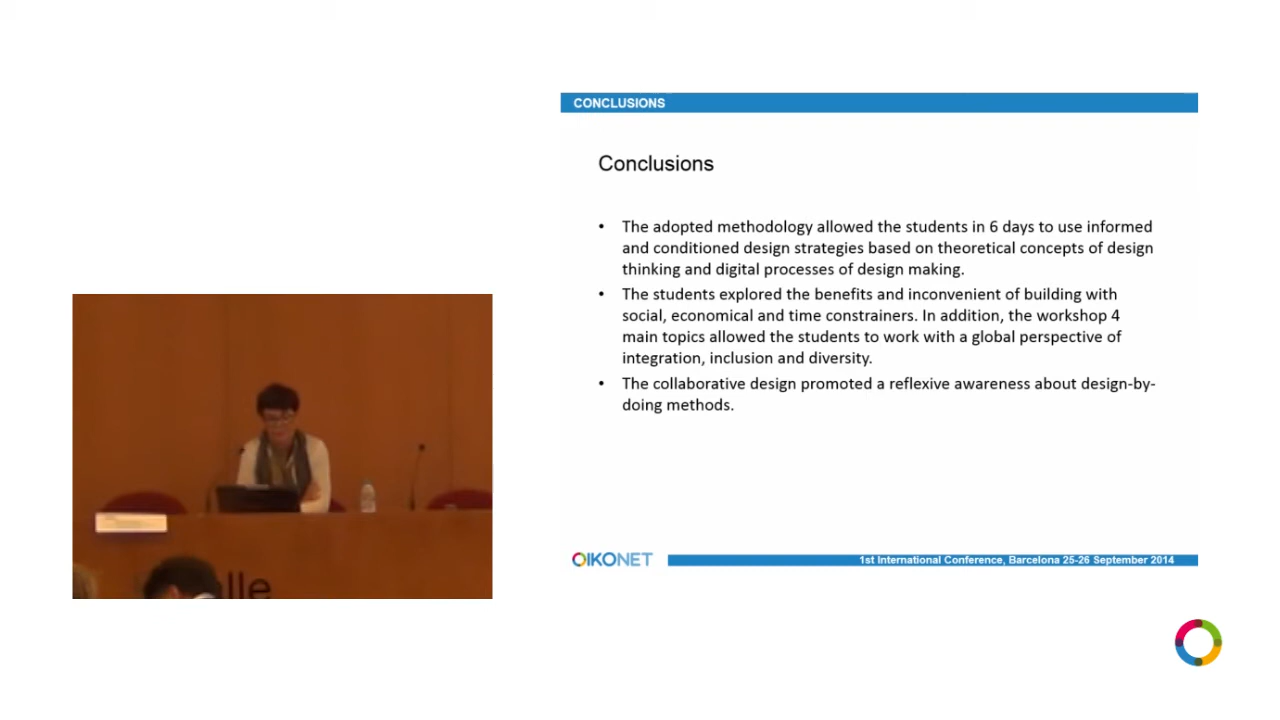 CONCLUSIONS
Conclusions
• The adopted methodology allowed the students in 6 days to use informed
and conditioned design strategies based on theoretical concepts of design
thinking and digital processes of design making.
• The students explored the benefits and inconvenient of building with
social, economical and time constrainers. In addition, the workshop 4
main topics allowed the students to work with a global perspective of
integration, inclusion and diversity.
• The collaborative design promoted a reflexive awareness about design-by-
doing methods.
OIKONET
1st International Conference, Barcelona 25-26 September 2014